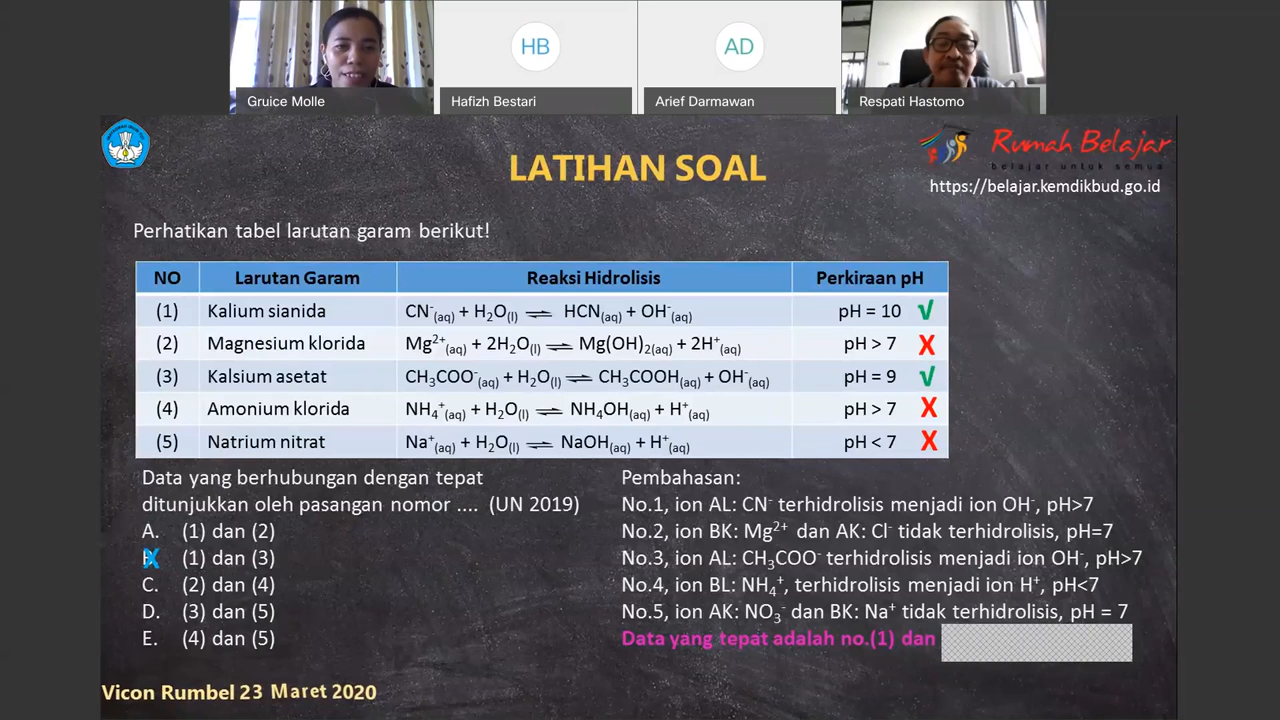 HB
AD
Gruice Molle
Hafizh Bestari
Arief Darmawan
Respati Hastomo
Rumah Belajar
belajar untuk semua
https://belajar.kemdikbud.go.id
LATIHAN SOAL
Perhatikan tabel larutan garam berikut!
NO Larutan Garam Reaksi Hidrolisis Perkiraan pH
(1) Kalium sianida CN⁻(aq) + H₂O(l) ⇌ HCN(aq) + OH⁻(aq) pH = 10 √
(2) Magnesium klorida Mg²⁺(aq) + 2H₂O(l) ⇌ Mg(OH)₂(aq) + 2H⁺(aq) pH > 7 X
(3) Kalsium asetat CH₃COO⁻(aq) + H₂O(l) ⇌ CH₃COOH(aq) + OH⁻(aq) pH = 9 √
(4) Amonium klorida NH₄⁺(aq) + H₂O(l) ⇌ NH₄OH(aq) + H⁺(aq) pH > 7 X
(5) Natrium nitrat Na⁺(aq) + H₂O(l) ⇌ NaOH(aq) + H⁺(aq) pH < 7 X
Data yang berhubungan dengan tepat
ditunjukkan oleh pasangan nomor .... (UN 2019)
A. (1) dan (2)
X (1) dan (3)
C. (2) dan (4)
D. (3) dan (5)
E. (4) dan (5)
Pembahasan:
No.1, ion AL: CN⁻ terhidrolisis menjadi ion OH⁻, pH>7
No.2, ion BK: Mg²⁺ dan AK: Cl⁻ tidak terhidrolisis, pH=7
No.3, ion AL: CH₃COO⁻ terhidrolisis menjadi ion OH⁻, pH>7
No.4, ion BL: NH₄⁺, terhidrolisis menjadi ion H⁺, pH<7
No.5, ion AK: NO₃⁻ dan BK: Na⁺ tidak terhidrolisis, pH = 7
Data yang tepat adalah no.(1) dan
Vicon Rumbel 23 Maret 2020